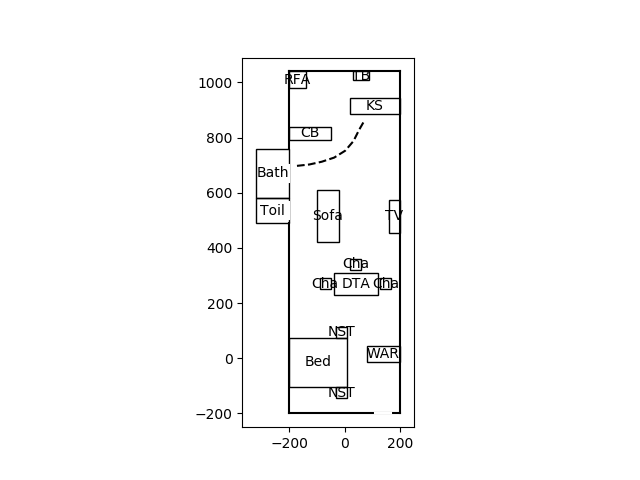 RFA
TB
1000
KS
CB
800
Bath
600
Toil
Sofa
TV
400
Cha
Cha
DTA
Cha
200
NST
WAR
0
Bed
NST
−200
−200
0
200